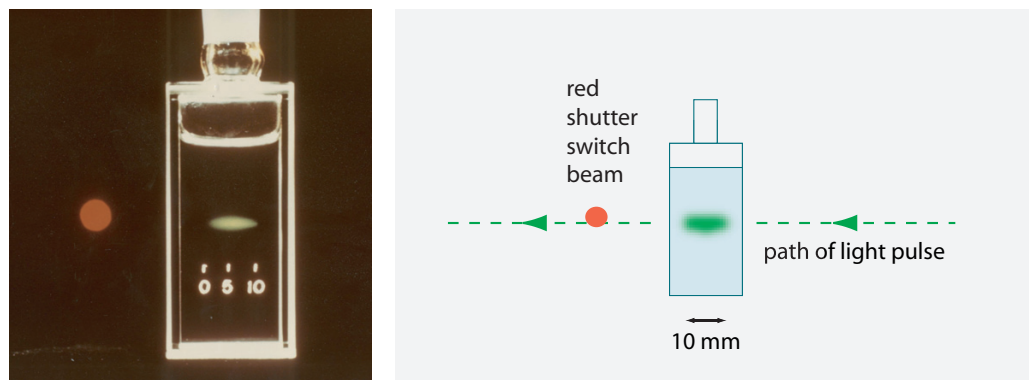 0 5 10
red
shutter
switch
beam
path of light pulse
10 mm